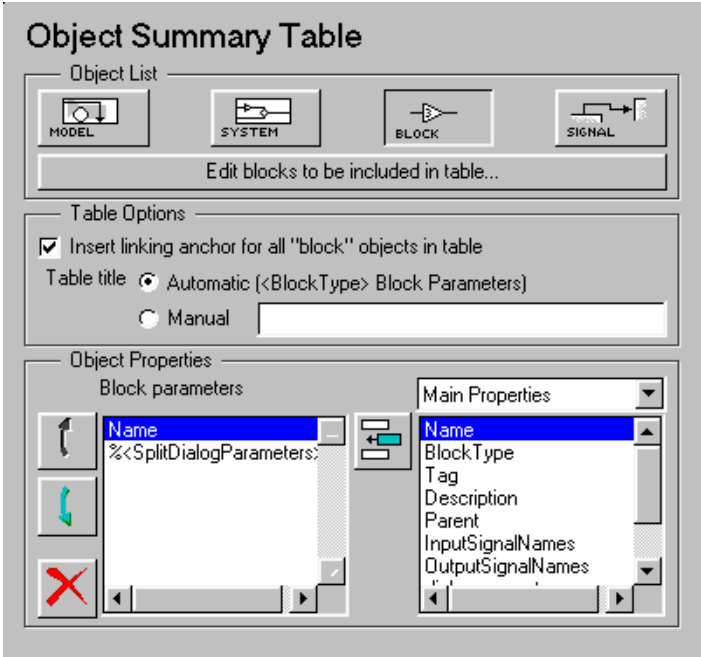 Object Summary Table
Object List
MODEL
SYSTEM
BLOCK
SIGNAL
Edit blocks to be included in table...
Table Options
Insert linking anchor for all "block" objects in table
Table title
Automatic (<BlockType> Block Parameters)
Manual
Object Properties
Block parameters
Main Properties
Name
%<SplitDialogParameters>
Name
BlockType
Tag
Description
Parent
InputSignalNames
OutputSignalNames